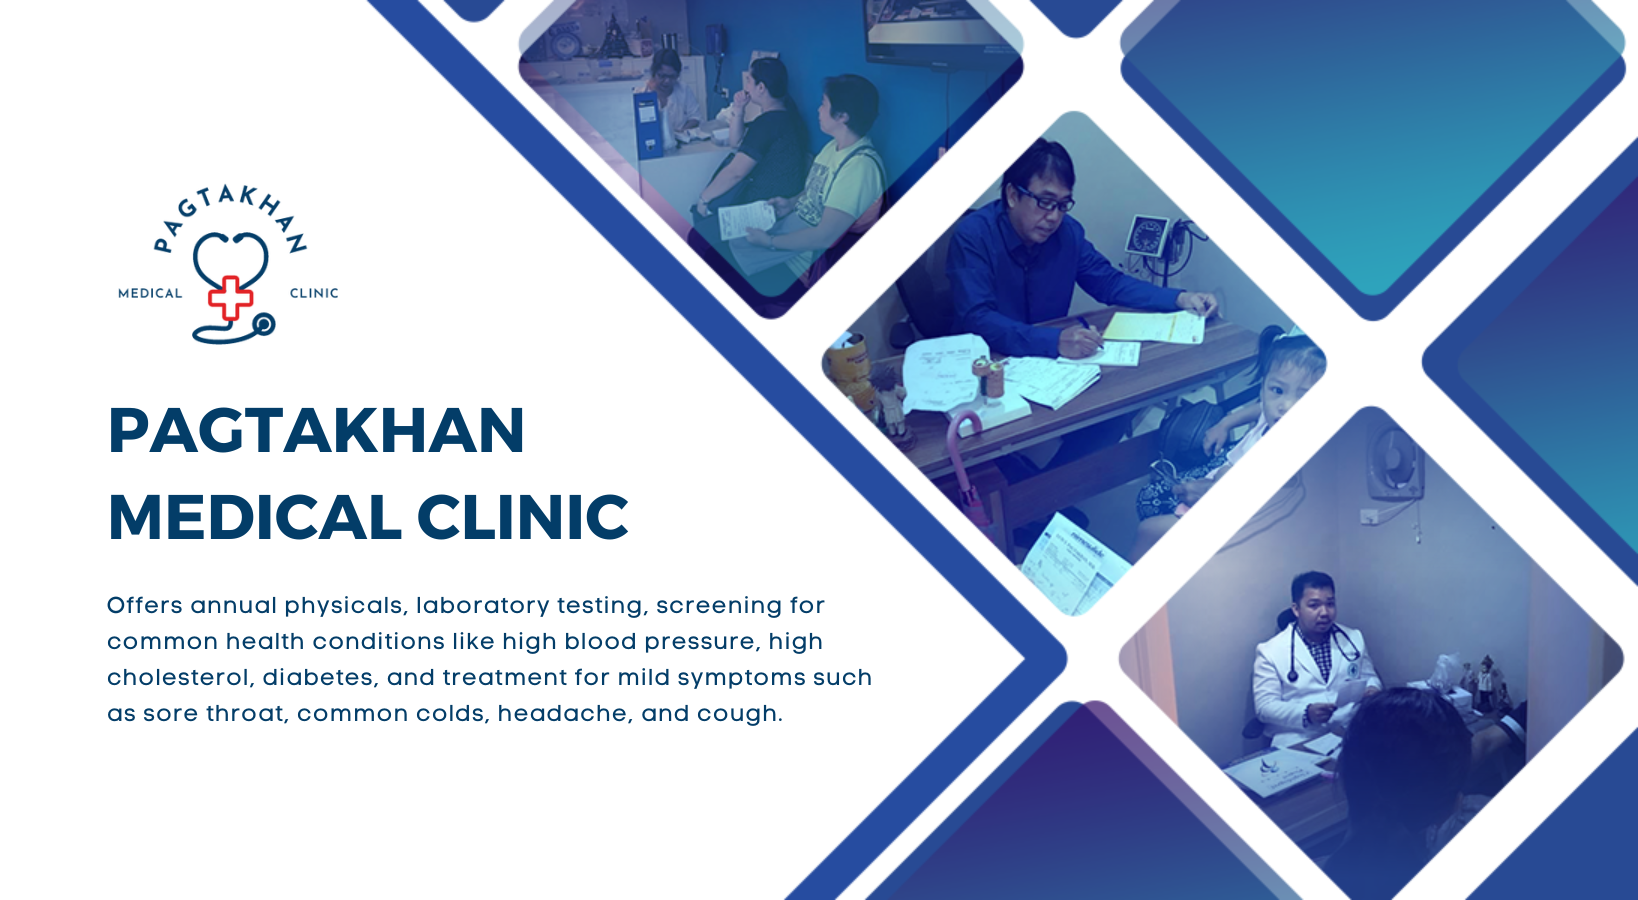 PAGTAKHAN
MEDICAL CLINIC
PAGTAKHAN
MEDICAL CLINIC
Offers annual physicals, laboratory testing, screening for
common health conditions like high blood pressure, high
cholesterol, diabetes, and treatment for mild symptoms such
as sore throat, common colds, headache, and cough.